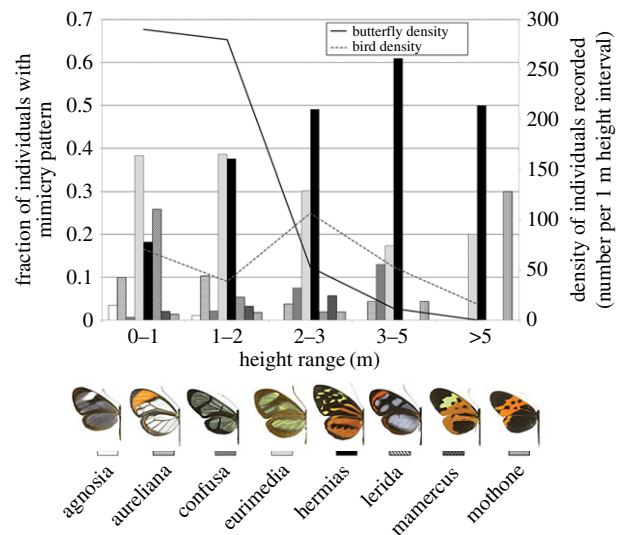 fraction of individuals with
mimicry pattern
0.7
0.6
0.5
0.4
0.3
0.2
0.1
0
butterfly density
bird density
300
250
200
150
100
50
0
density of individuals recorded
(number per 1 m height interval)
0–1
1–2
2–3
3–5
>5
height range (m)
agnosia
aureliana
confusa
eurimedia
hermias
lerida
mamercus
mothone